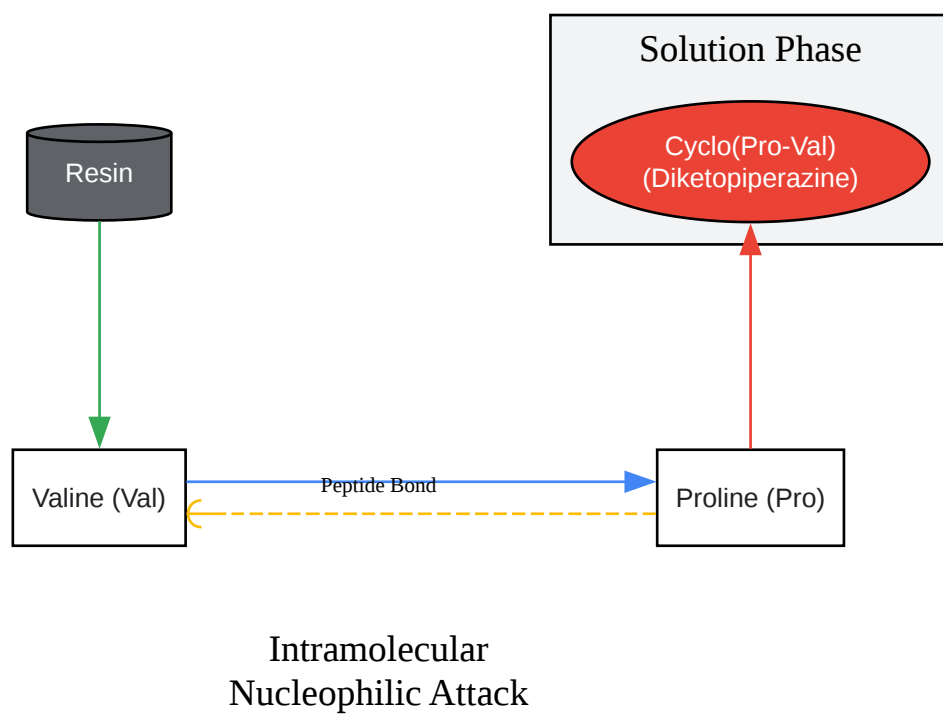 Solution Phase
Cyclo(Pro-Val)
(Diketopiperazine)
Resin
Valine (Val)
Peptide Bond
Proline (Pro)
Intramolecular
Nucleophilic Attack